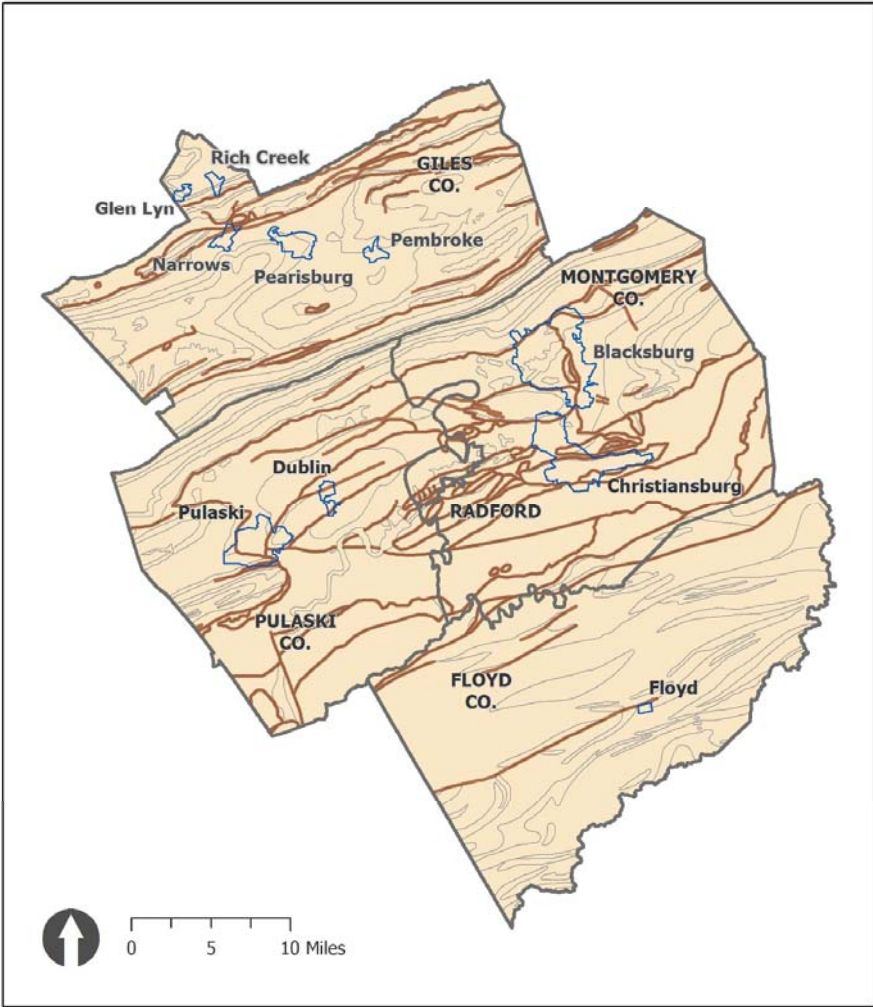 Rich Creek
GILES
CO.
Glen Lyn
Pembroke
Narrows
Pearisburg
MONTGOMERY
CO.
Blacksburg
Dublin
Christiansburg
Pulaski
RADFORD
PULASKI
CO.
FLOYD
CO.
Floyd
0 5 10 Miles